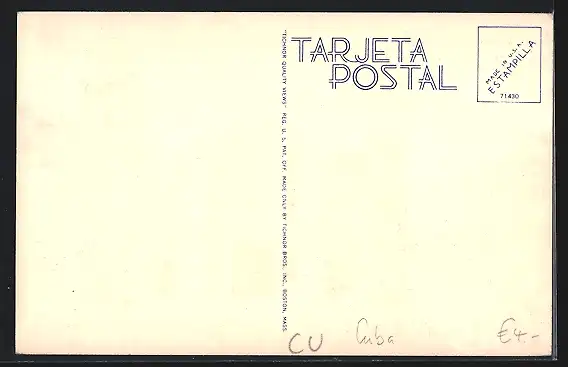 "TICHNOR QUALITY VIEWS" REG. U. S. PAT. OFF. MADE ONLY BY TICHNOR BROS., INC., BOSTON, MASS.
TARJETA
POSTAL
MADE IN U.S.A.
ESTAMPILLA
71430
CU Cuba €4-